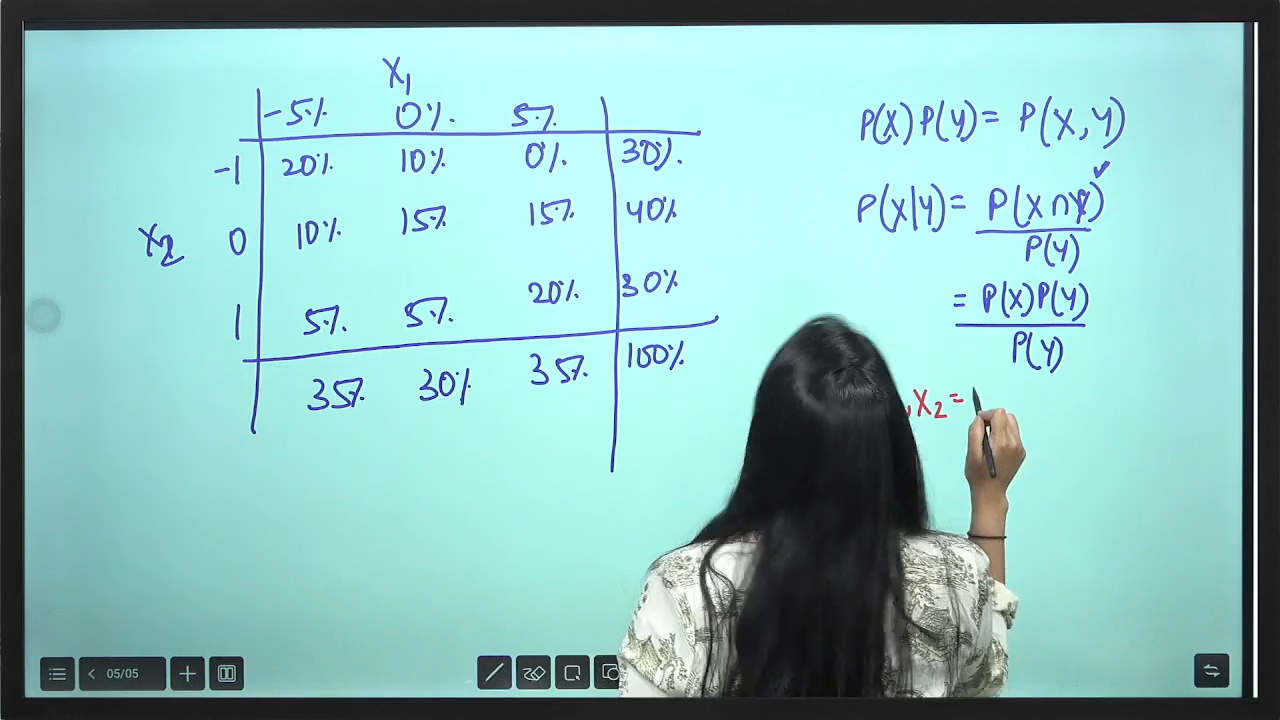 X₁
-5% 0% 5%
-1 20% 10% 0% 30%
X₂ 0 10% 15% 15% 40%
1 5% 5% 20% 30%
35% 30% 35% 100%
P(X)P(Y)= P(X,Y)
P(X|Y)= P(X∩Y)
P(Y)
= P(X)P(Y)
P(Y)
,X₂=
05/05